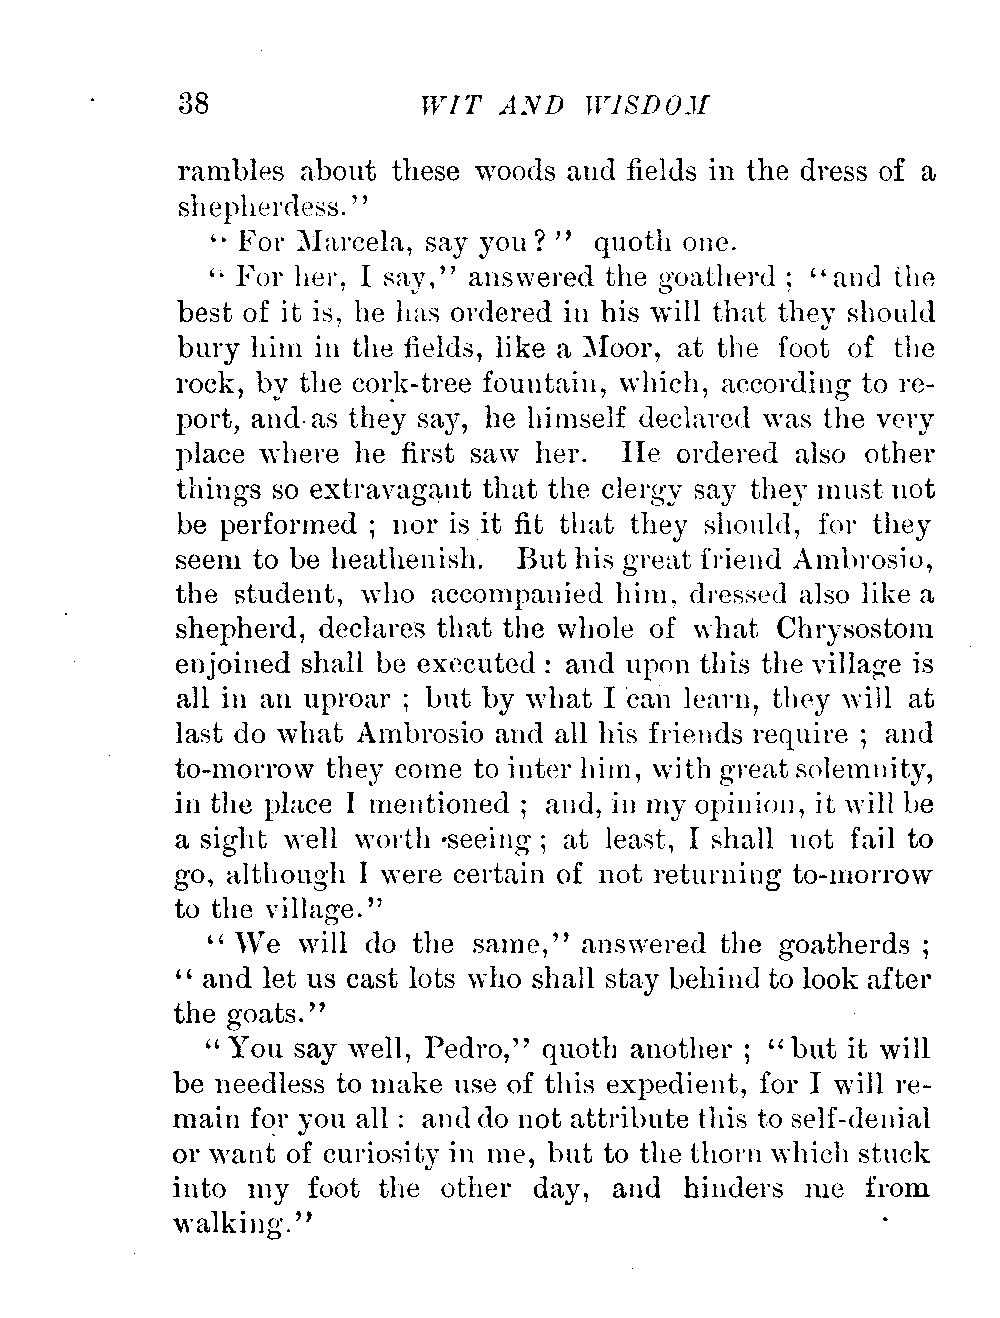 38 WIT AND WISDOM
rambles about these woods and fields in the dress of a
shepherdess."
"For Marcela, say you?" quoth one.
"For her, I say," answered the goatherd; "and the
best of it is, he has ordered in his will that they should
bury him in the fields, like a Moor, at the foot of the
rock, by the cork-tree fountain, which, according to re-
port, and as they say, he himself declared was the very
place where he first saw her. He ordered also other
things so extravagant that the clergy say they must not
be performed; nor is it fit that they should, for they
seem to be heathenish. But his great friend Ambrosio,
the student, who accompanied him, dressed also like a
shepherd, declares that the whole of what Chrysostom
enjoined shall be executed: and upon this the village is
all in an uproar; but by what I can learn, they will at
last do what Ambrosio and all his friends require; and
to-morrow they come to inter him, with great solemnity,
in the place I mentioned; and, in my opinion, it will be
a sight well worth seeing; at least, I shall not fail to
go, although I were certain of not returning to-morrow
to the village."
"We will do the same," answered the goatherds;
"and let us cast lots who shall stay behind to look after
the goats."
"You say well, Pedro," quoth another; "but it will
be needless to make use of this expedient, for I will re-
main for you all: and do not attribute this to self-denial
or want of curiosity in me, but to the thorn which stuck
into my foot the other day, and hinders me from
walking."